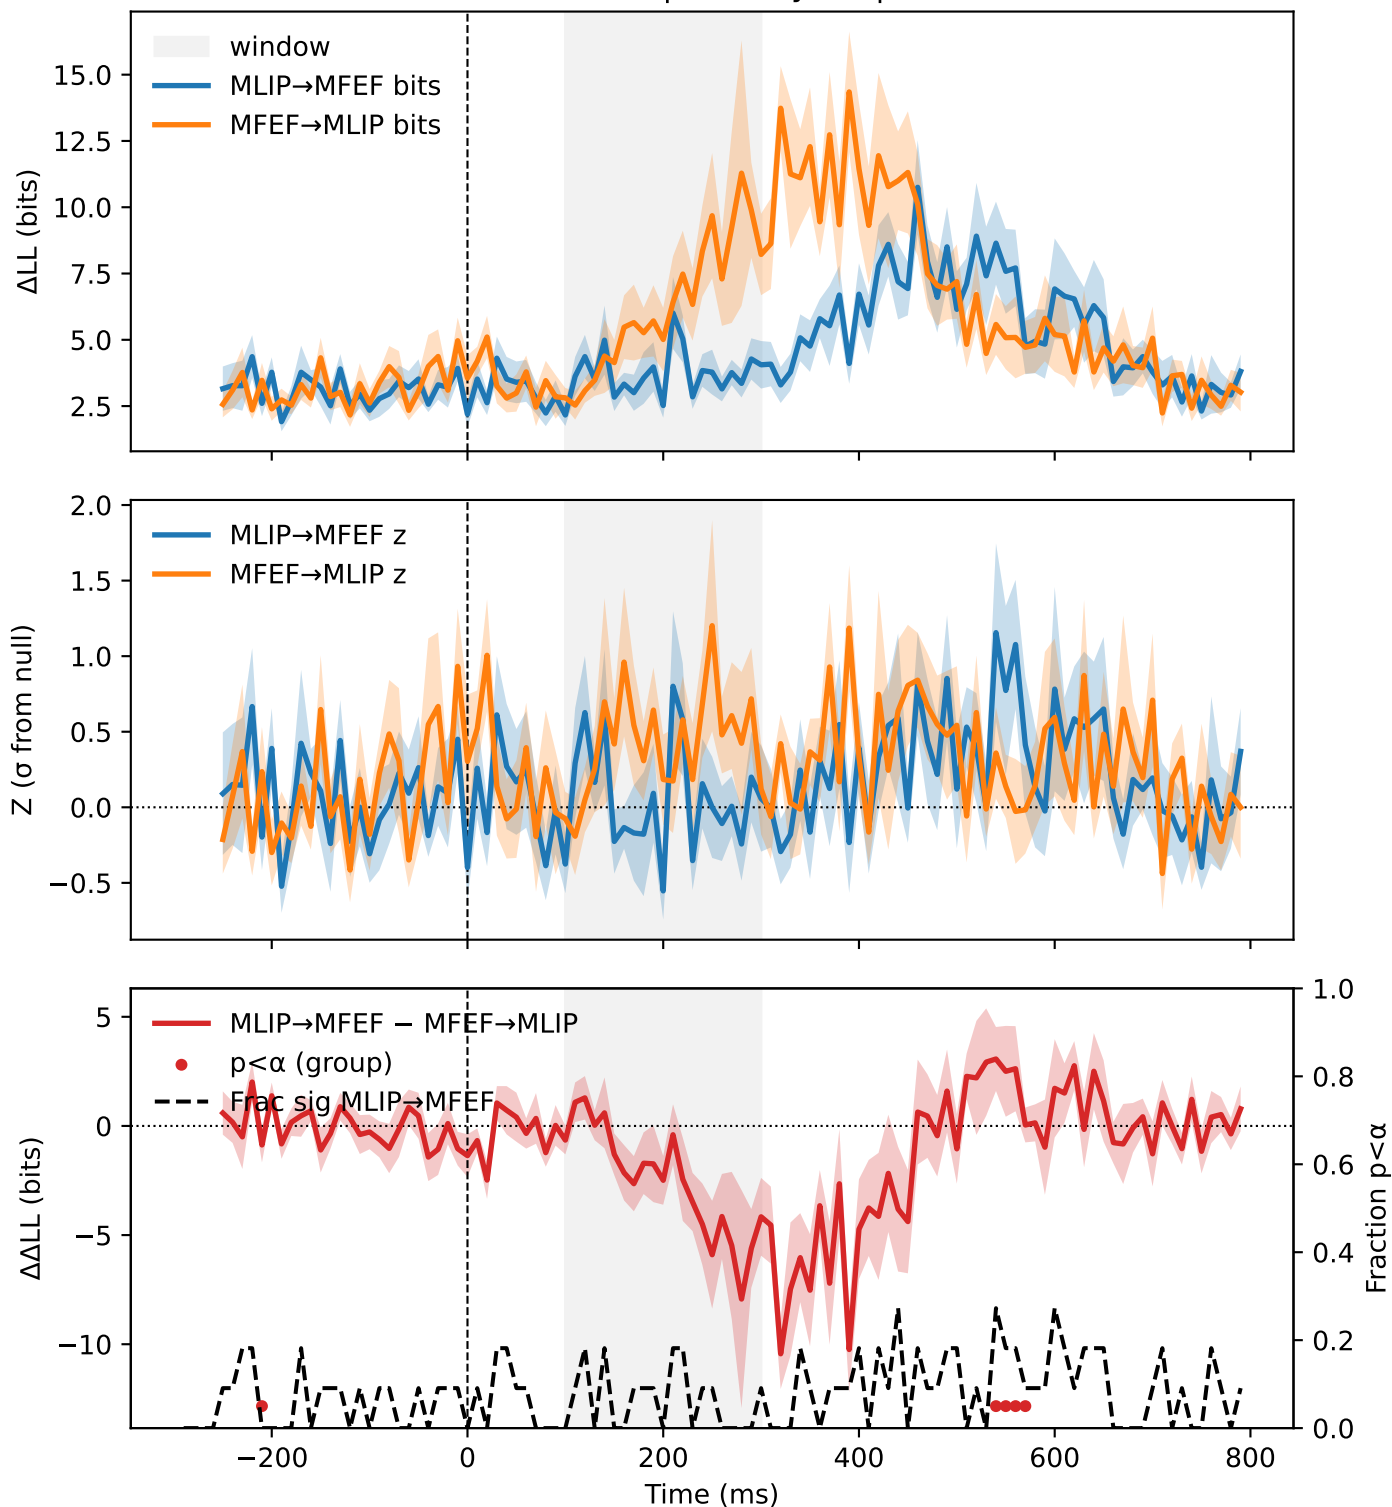 window
MLIP→MFEF bits
MFEF→MLIP bits
15.0
12.5
10.0
7.5
5.0
2.5
ΔLL (bits)
MLIP→MFEF z
MFEF→MLIP z
2.0
1.5
1.0
0.5
0.0
−0.5
Z (σ from null)
MLIP→MFEF − MFEF→MLIP
p<α (group)
Frac sig MLIP→MFEF
5
0
−5
−10
ΔΔLL (bits)
1.0
0.8
0.6
0.4
0.2
0.0
Fraction p<α
−200 0 200 400 600 800
Time (ms)